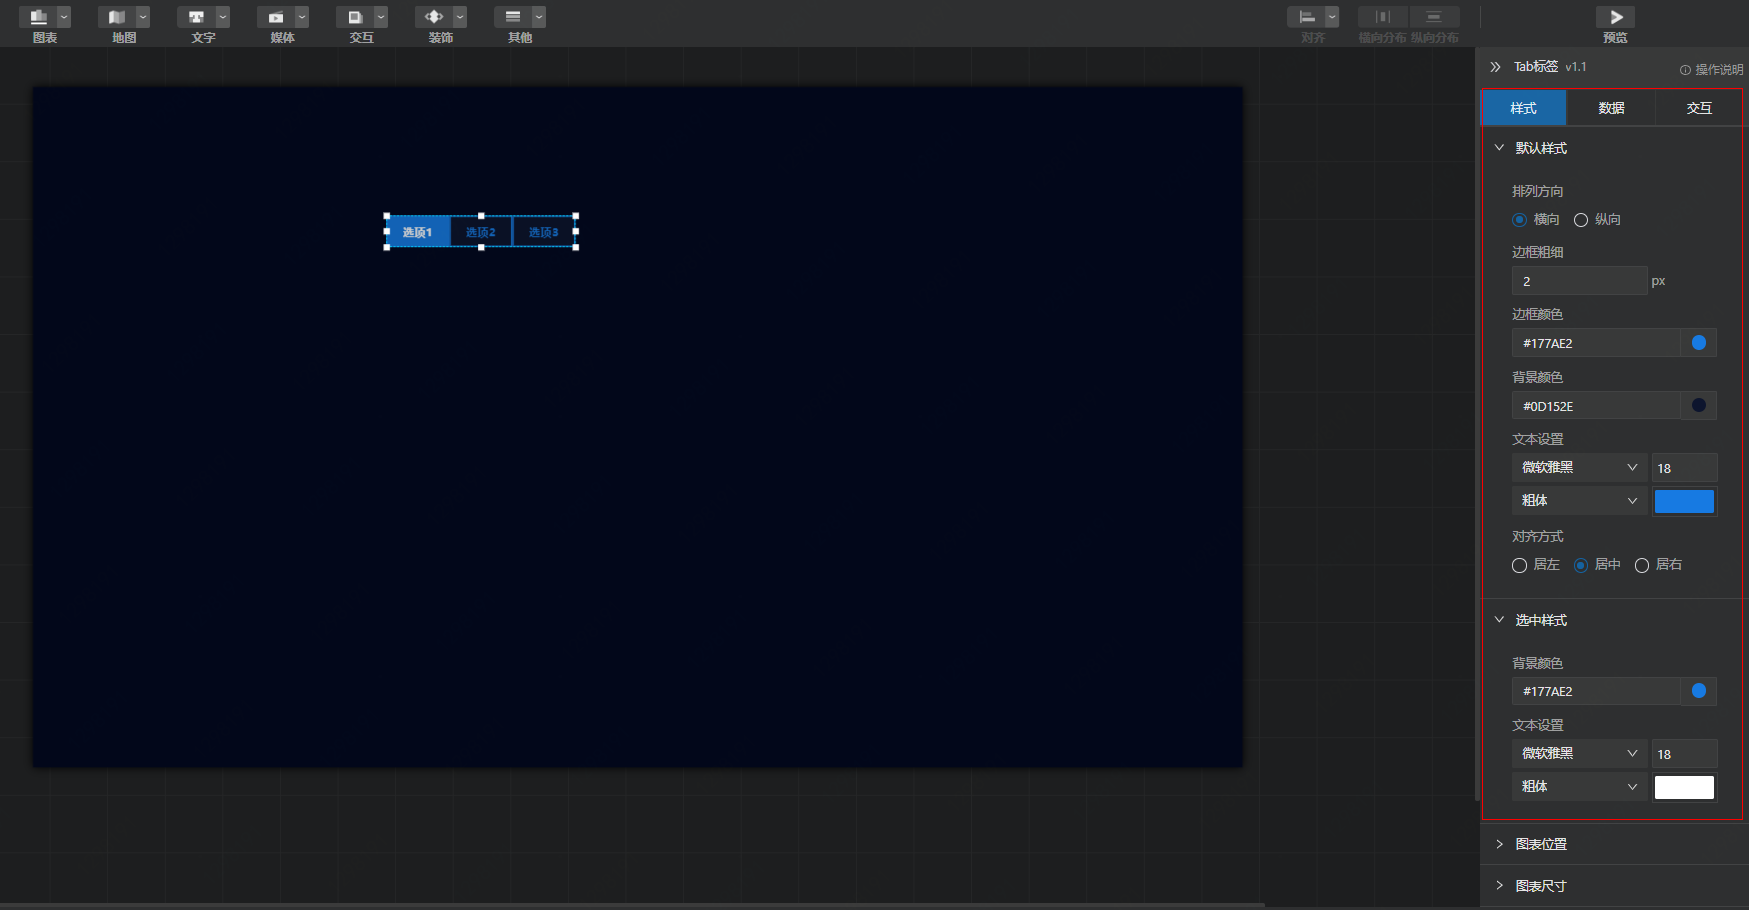 图表 地图 文字 媒体 交互 装饰 其他 对齐 横向分布 纵向分布 预览
Tab标签 v1.1 操作说明
样式 数据 交互
默认样式
排列方向
横向 纵向
边框粗细
2 px
边框颜色
#177AE2
背景颜色
#0D152E
文本设置
微软雅黑 18
粗体
对齐方式
居左 居中 居右
选中样式
背景颜色
#177AE2
文本设置
微软雅黑 18
粗体
图表位置
图表尺寸
选项1 选项2 选项3